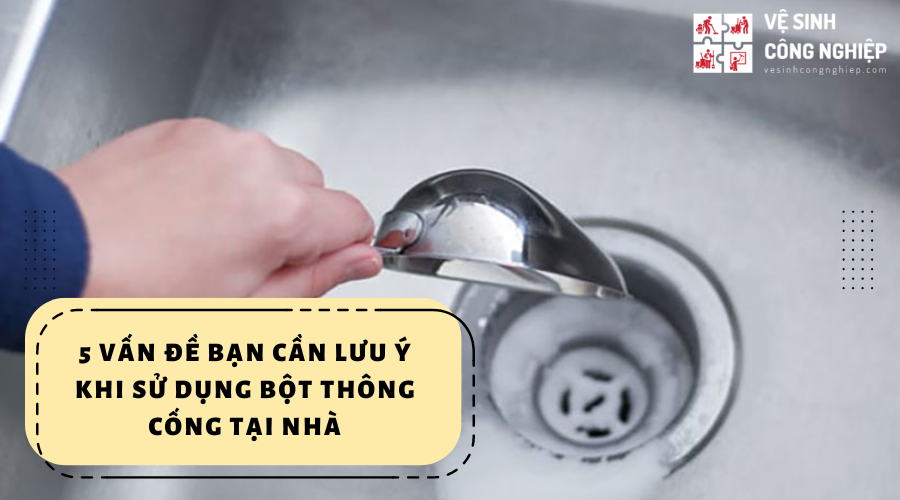 VỆ SINH
CÔNG NGHIỆP
vesinhcongnghiep.com
5 VẤN ĐỀ BẠN CẦN LƯU Ý
KHI SỬ DỤNG BỘT THÔNG
CỐNG TẠI NHÀ